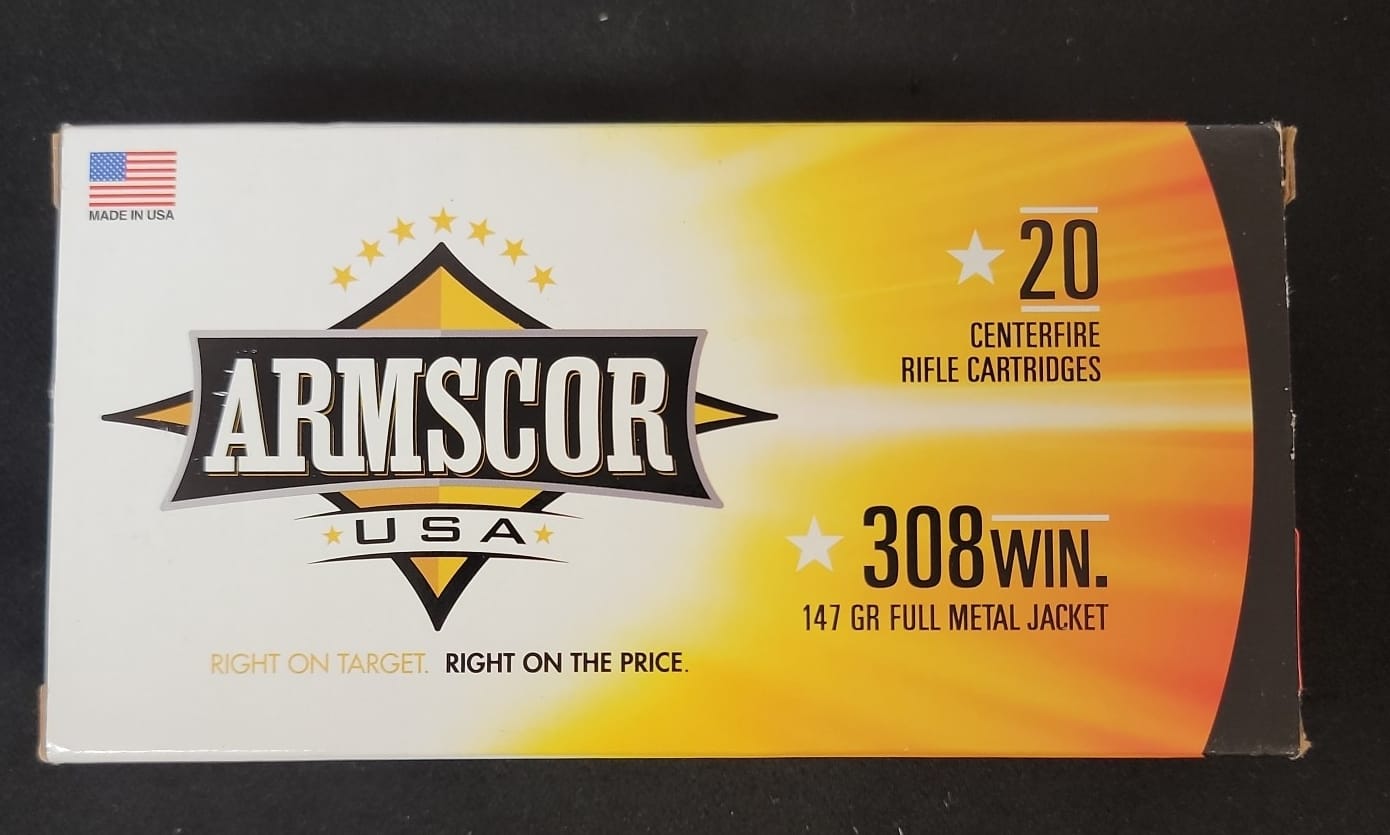 MADE IN USA
ARMSCOR
USA
RIGHT ON TARGET. RIGHT ON THE PRICE.
20
CENTERFIRE
RIFLE CARTRIDGES
308 WIN.
147 GR FULL METAL JACKET